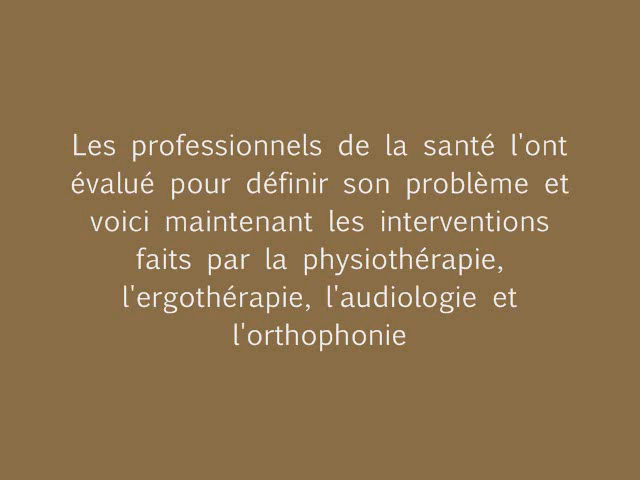 Les professionnels de la santé l'ont
évalué pour définir son problème et
voici maintenant les interventions
faits par la physiothérapie,
l'ergothérapie, l'audiologie et
l'orthophonie